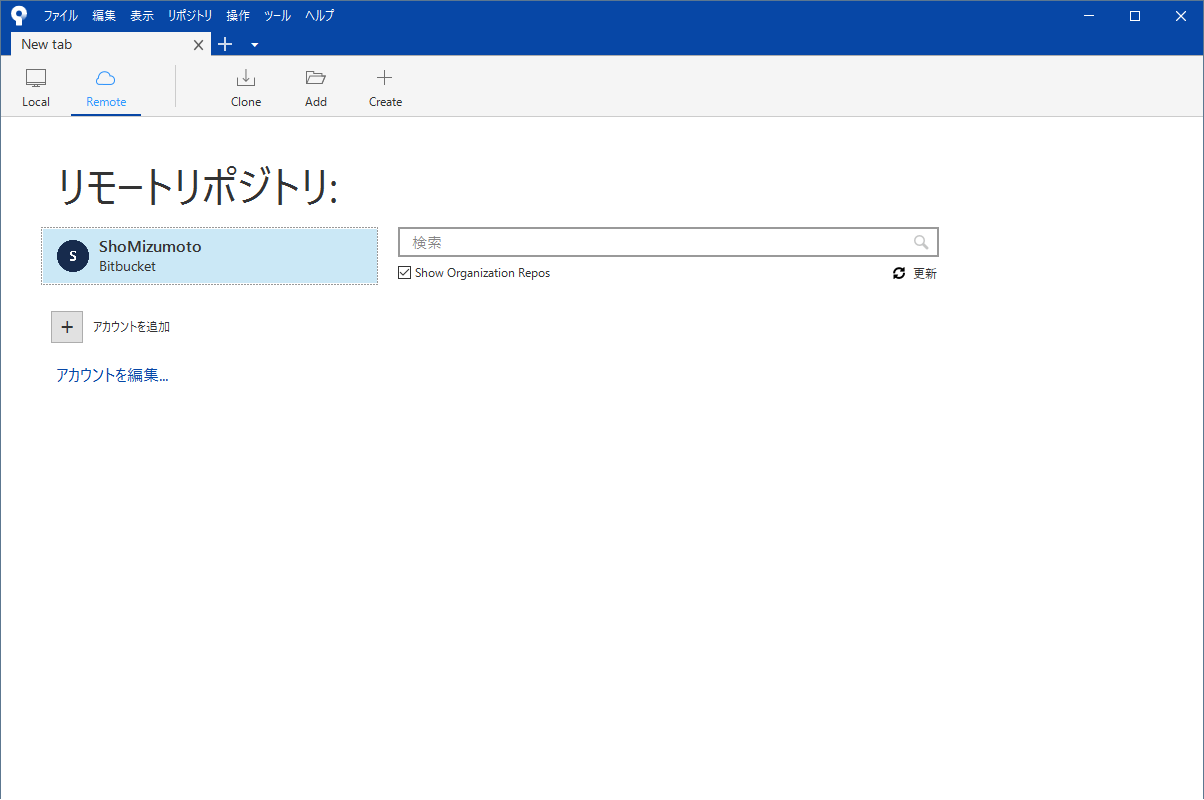 ファイル 編集 表示 リポジトリ 操作 ツール ヘルプ
New tab
Local Remote Clone Add Create
リモートリポジトリ:
S
ShoMizumoto
Bitbucket
検索
Show Organization Repos 更新
アカウントを追加
アカウントを編集...